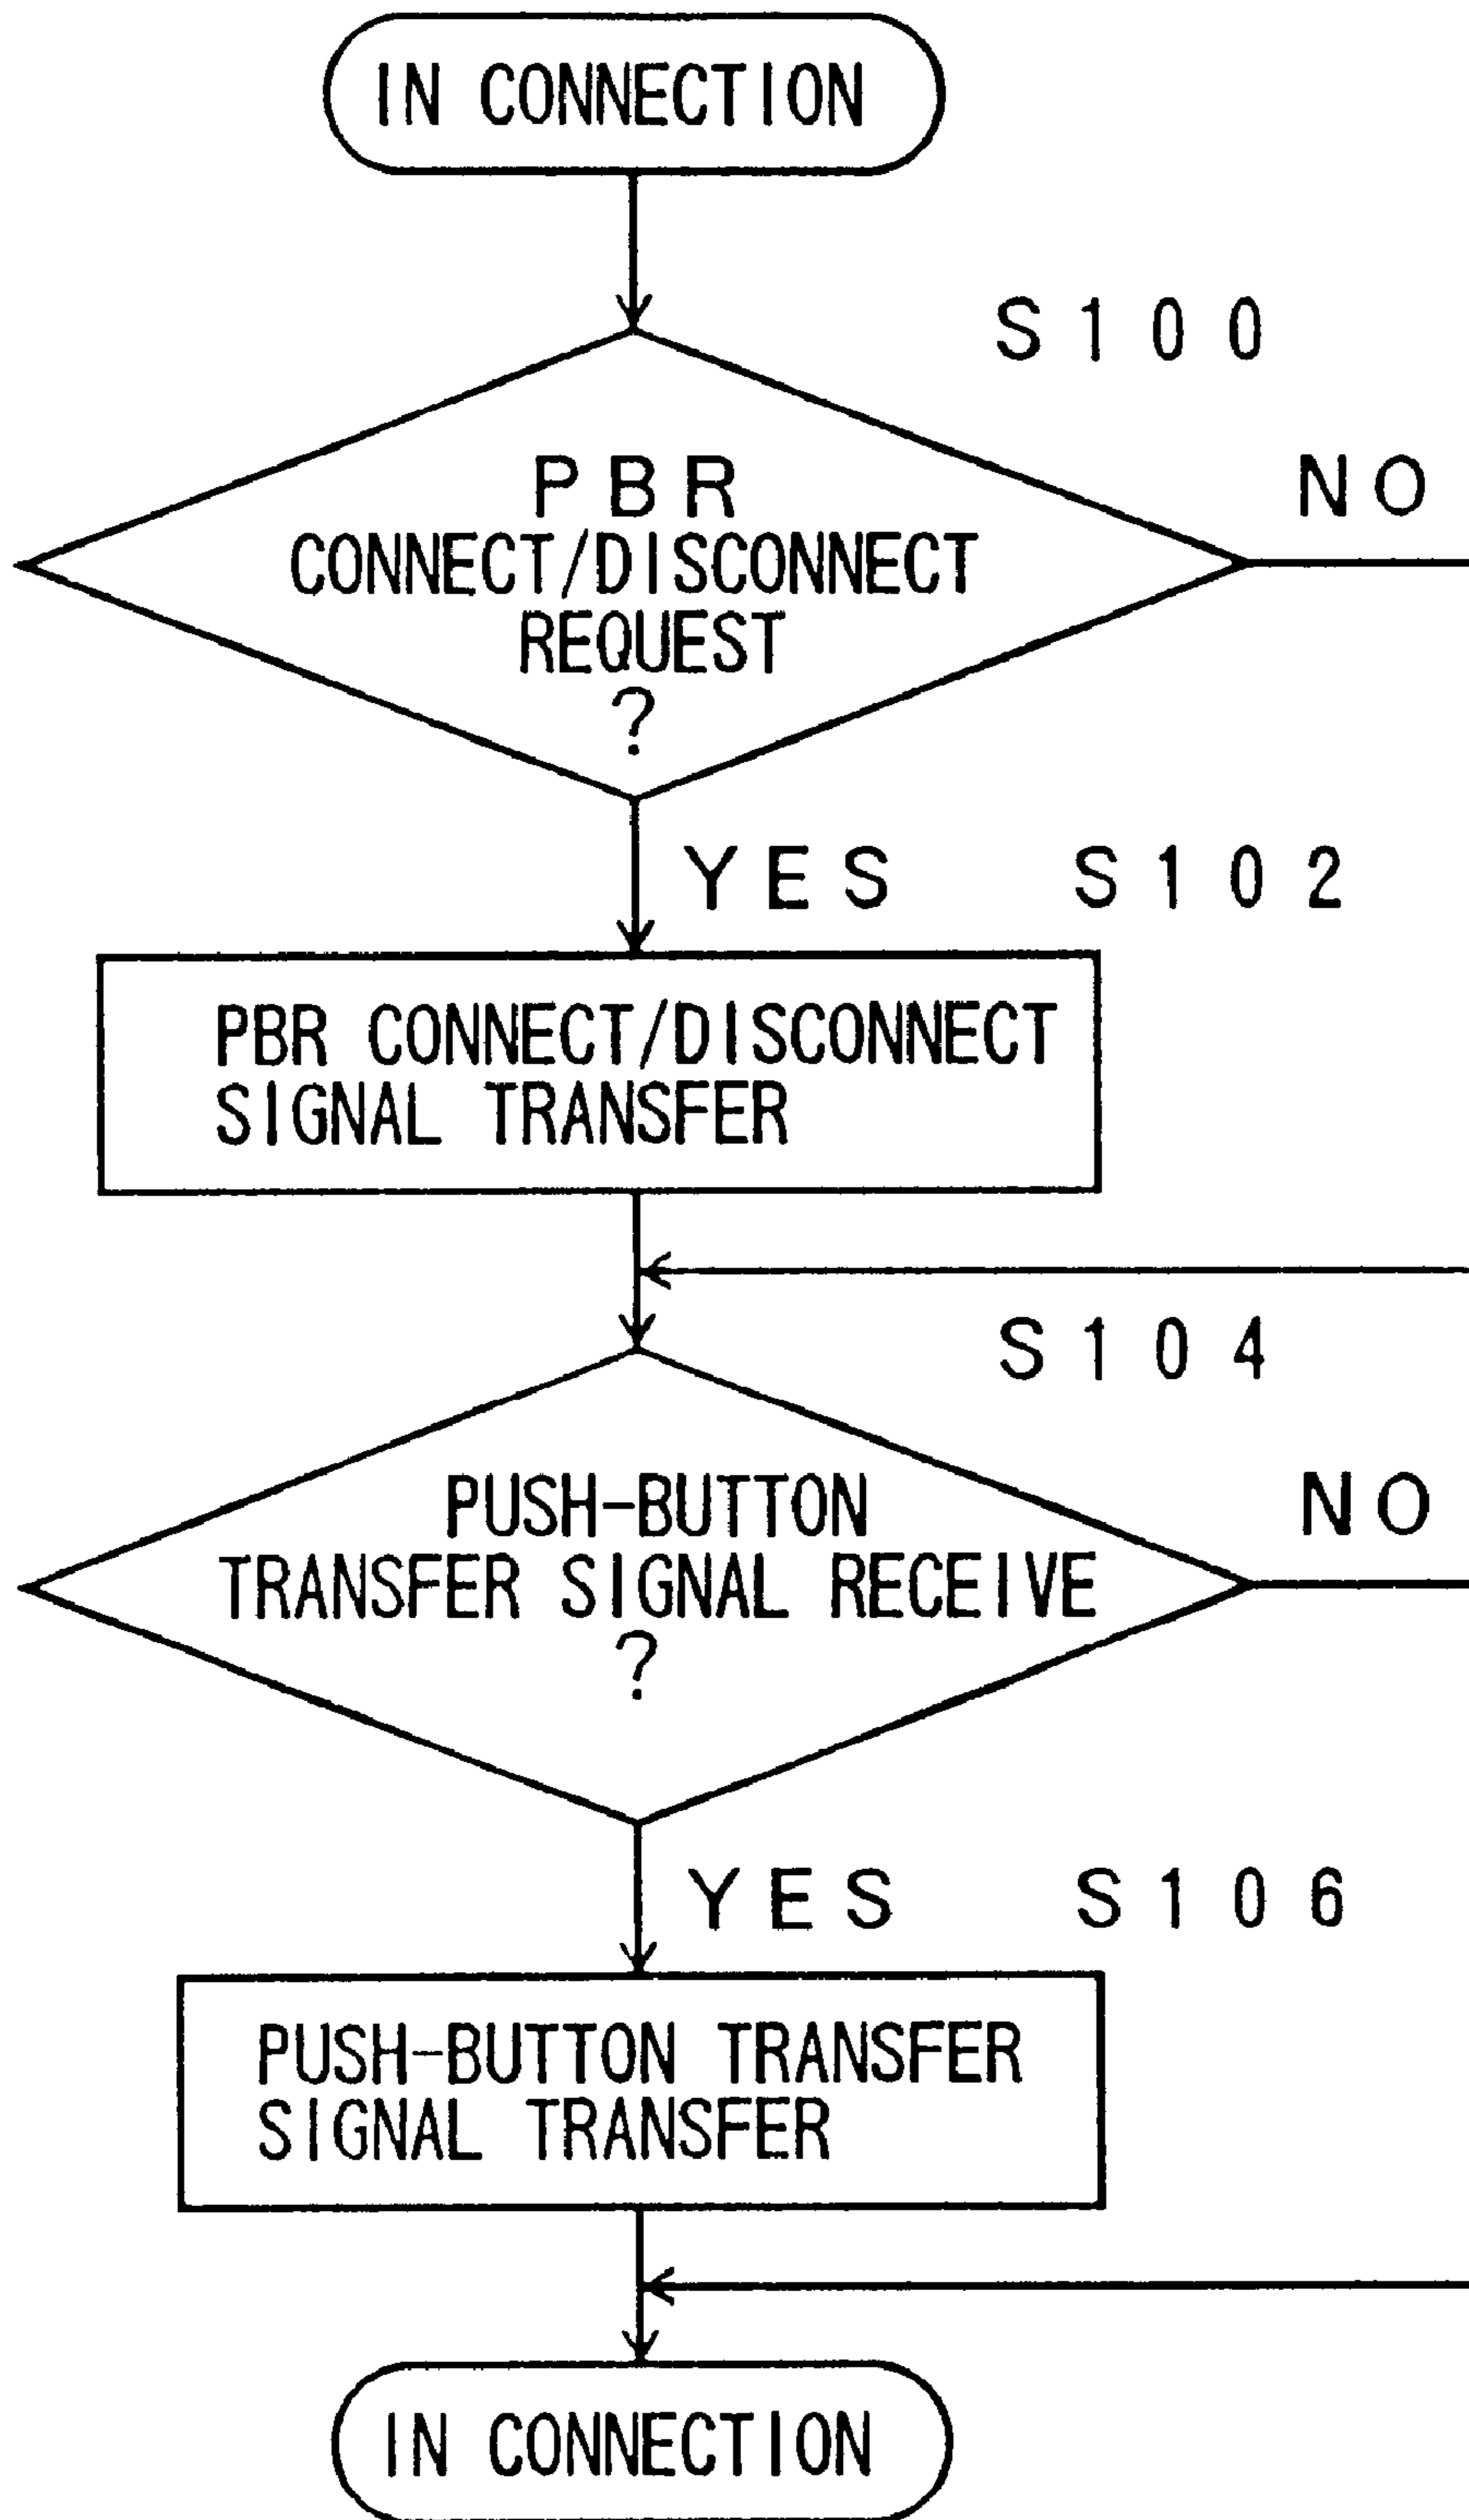 IN CONNECTION
S100
PBR
CONNECT/DISCONNECT
REQUEST
?
NO
YES
S102
PBR CONNECT/DISCONNECT
SIGNAL TRANSFER
S104
PUSH-BUTTON
TRANSFER SIGNAL RECEIVE
?
NO
YES
S106
PUSH-BUTTON TRANSFER
SIGNAL TRANSFER
IN CONNECTION